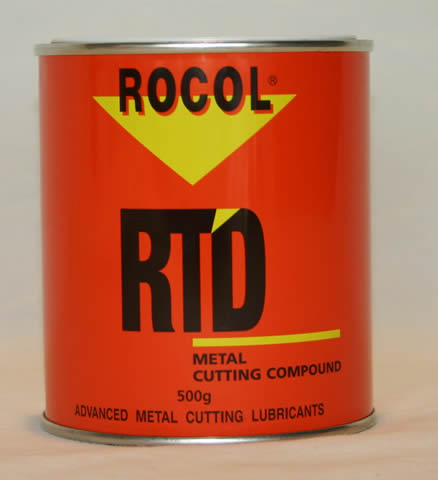 ROCOL®
RTD
METAL
CUTTING COMPOUND
500g
ADVANCED METAL CUTTING LUBRICANTS